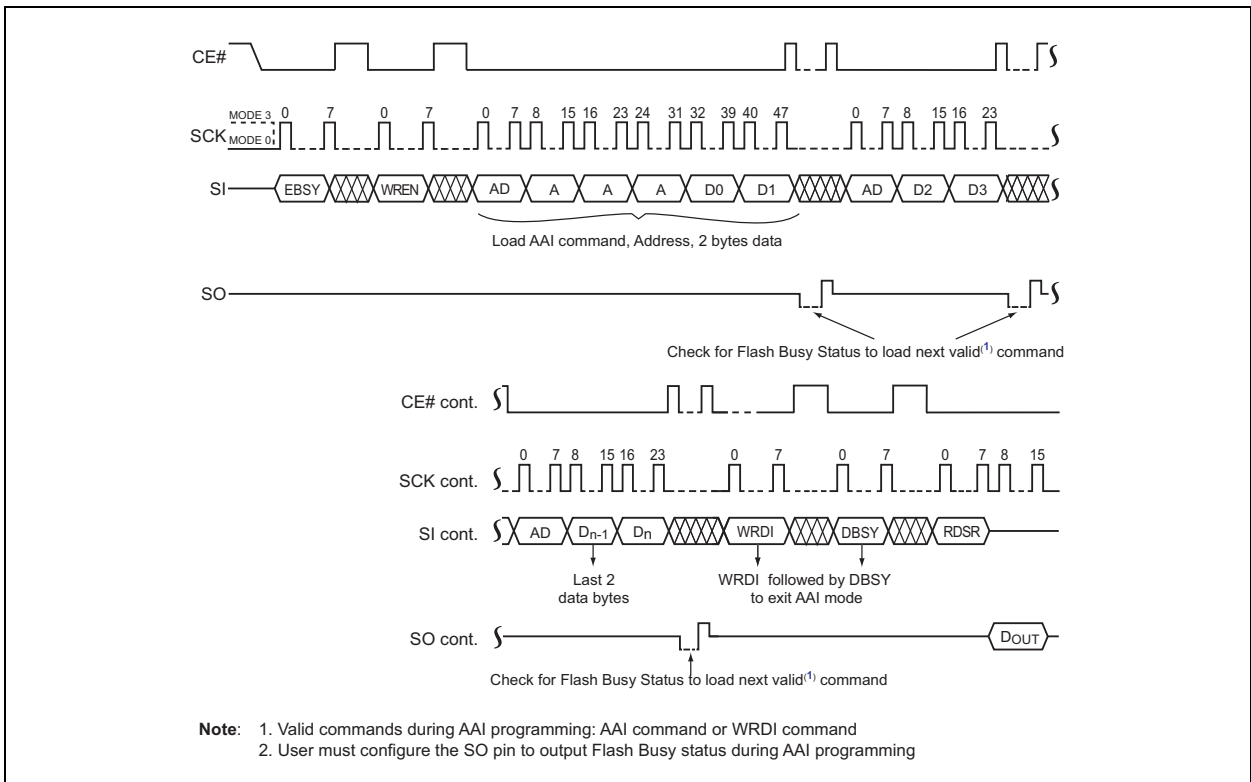 CE#
MODE 3
SCK MODE 0
0 7 0 7 0 7 8 15 16 23 24 31 32 39 40 47 0 7 8 15 16 23
SI
EBSY WREN AD A A A D0 D1 AD D2 D3
Load AAI command, Address, 2 bytes data
SO
Check for Flash Busy Status to load next valid(1) command
CE# cont.
0 7 8 15 16 23 0 7 0 7 0 7 8 15
SCK cont.
SI cont.
AD Dn-1 Dn WRDI DBSY RDSR
Last 2
data bytes
WRDI followed by DBSY
to exit AAI mode
SO cont.
DOUT
Check for Flash Busy Status to load next valid(1) command
Note: 1. Valid commands during AAI programming: AAI command or WRDI command
2. User must configure the SO pin to output Flash Busy status during AAI programming